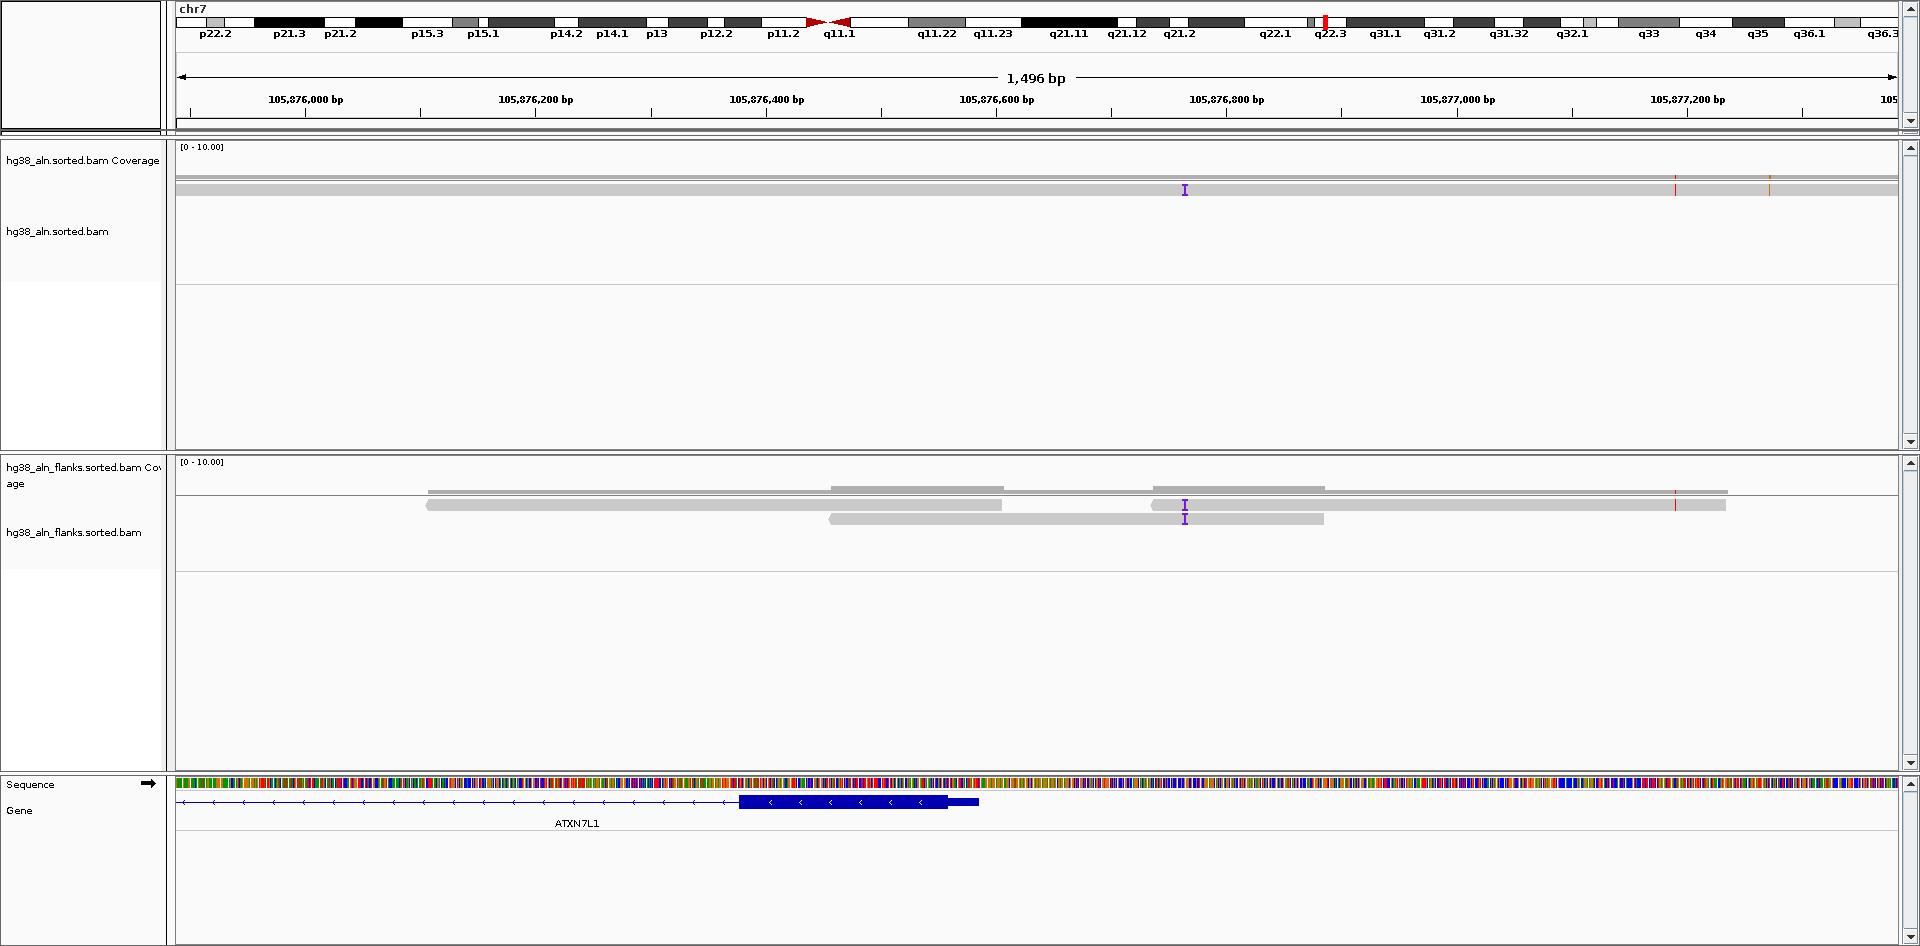 chr7
p22.2 p21.3 p21.2 p15.3 p15.1 p14.2 p14.1 p13 p12.2 p11.2 q11.1 q11.22 q11.23 q21.11 q21.12 q21.2 q22.1 q22.3 q31.1 q31.2 q31.32 q32.1 q33 q34 q35 q36.1 q36.3
1,496 bp
105,876,000 bp 105,876,200 bp 105,876,400 bp 105,876,600 bp 105,876,800 bp 105,877,000 bp 105,877,200 bp 105
[0 - 10.00]
hg38_aln.sorted.bam Coverage
hg38_aln.sorted.bam
[0 - 10.00]
hg38_aln_flanks.sorted.bam Cov
age
hg38_aln_flanks.sorted.bam
Sequence
Gene
ATXN7L1